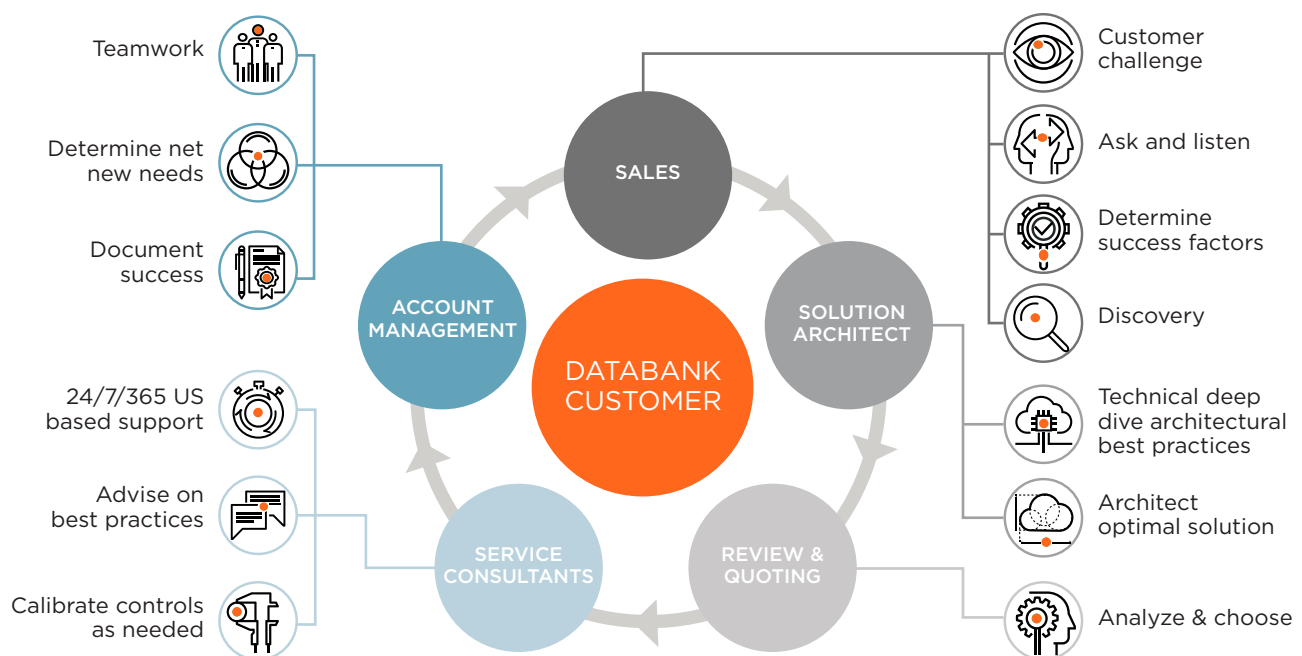 Teamwork
Determine net
new needs
Document
success
24/7/365 US
based support
Advise on
best practices
Calibrate controls
as needed
SALES
ACCOUNT
MANAGEMENT
SOLUTION
ARCHITECT
DATABANK
CUSTOMER
SERVICE
CONSULTANTS
REVIEW &
QUOTING
Customer
challenge
Ask and listen
Determine
success factors
Discovery
Technical deep
dive architectural
best practices
Architect
optimal solution
Analyze & choose